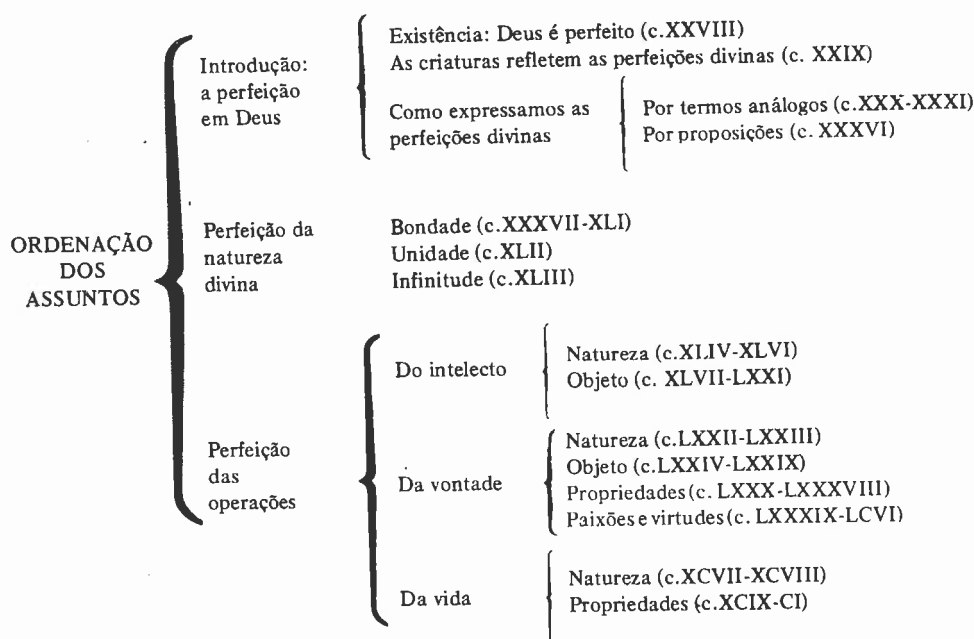 ORDENAÇÃO
DOS
ASSUNTOS
Introdução:
a perfeição
em Deus
Existência: Deus é perfeito (c.XXVIII)
As criaturas refletem as perfeições divinas (c. XXIX)
Como expressamos as
perfeições divinas
Por termos análogos (c.XXX-XXXI)
Por proposições (c. XXXVI)
Perfeição da
natureza
divina
Bondade (c.XXXVII-XLI)
Unidade (c.XLII)
Infinitude (c.XLIII)
Perfeição
das
operações
Do intelecto
Natureza (c.XLIV-XLVI)
Objeto (c. XLVII-LXXI)
Da vontade
Natureza (c.LXXII-LXXIII)
Objeto (c.LXXIV-LXXIX)
Propriedades (c. LXXX-LXXXVIII)
Paixões e virtudes (c. LXXXIX-LCVI)
Da vida
Natureza (c.XCVII-XCVIII)
Propriedades (c.XCIX-CI)